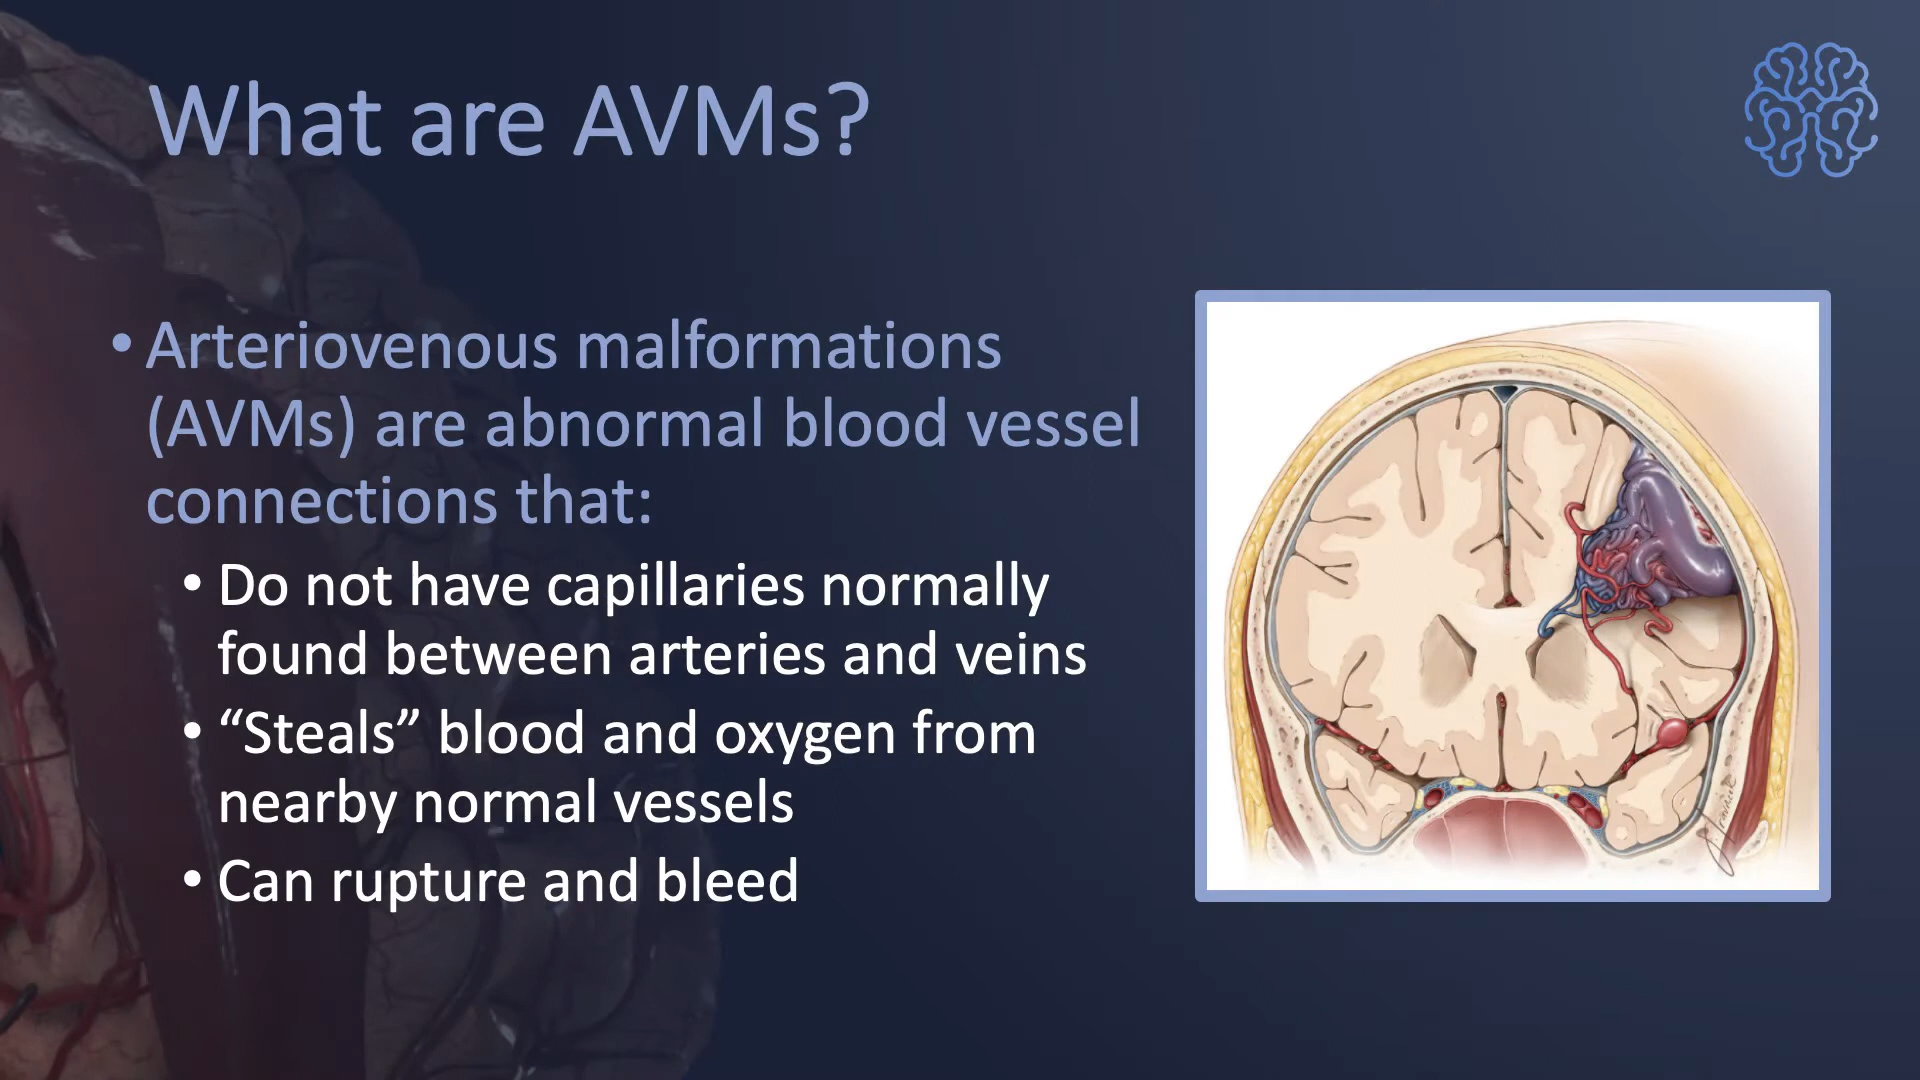 What are AVMs?
• Arteriovenous malformations
(AVMs) are abnormal blood vessel
connections that:
• Do not have capillaries normally
found between arteries and veins
• “Steals” blood and oxygen from
nearby normal vessels
• Can rupture and bleed